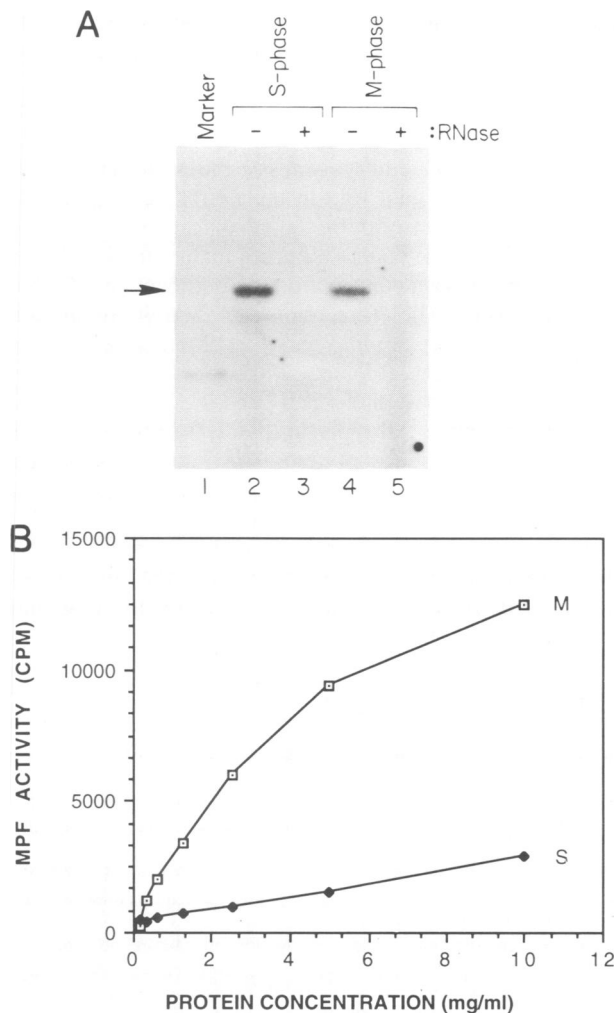 A
Marker
S-phase
M-phase
- + - + :RNase
1 2 3 4 5
B
15000
10000
5000
0
MPF ACTIVITY (CPM)
M
S
0 2 4 6 8 10 12
PROTEIN CONCENTRATION (mg/ml)